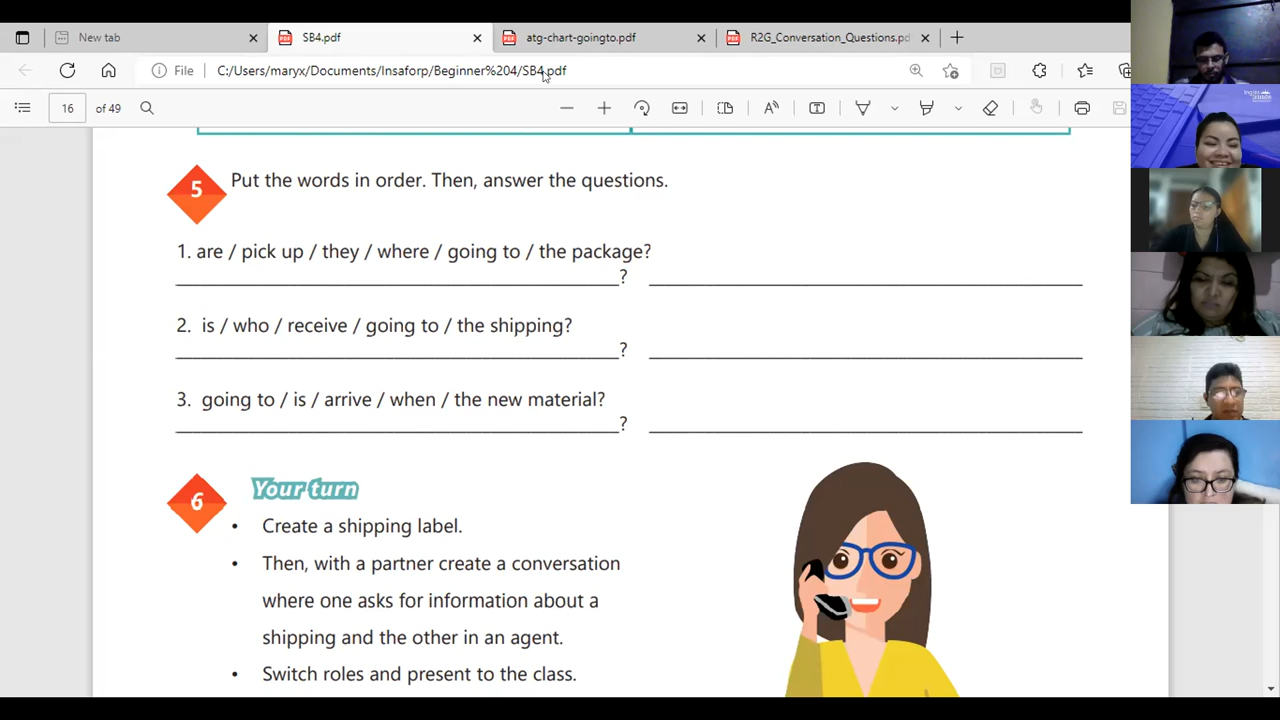 New tab
SB4.pdf
atg-chart-goingto.pdf
R2G_Conversation_Questions.pd
File
C:/Users/maryx/Documents/Insaforp/Beginner%204/SB4.pdf
16 of 49
5 Put the words in order. Then, answer the questions.
1. are / pick up / they / where / going to / the package?
?
2. is / who / receive / going to / the shipping?
?
3. going to / is / arrive / when / the new material?
?
6 Your turn
• Create a shipping label.
• Then, with a partner create a conversation
where one asks for information about a
shipping and the other in an agent.
• Switch roles and present to the class.